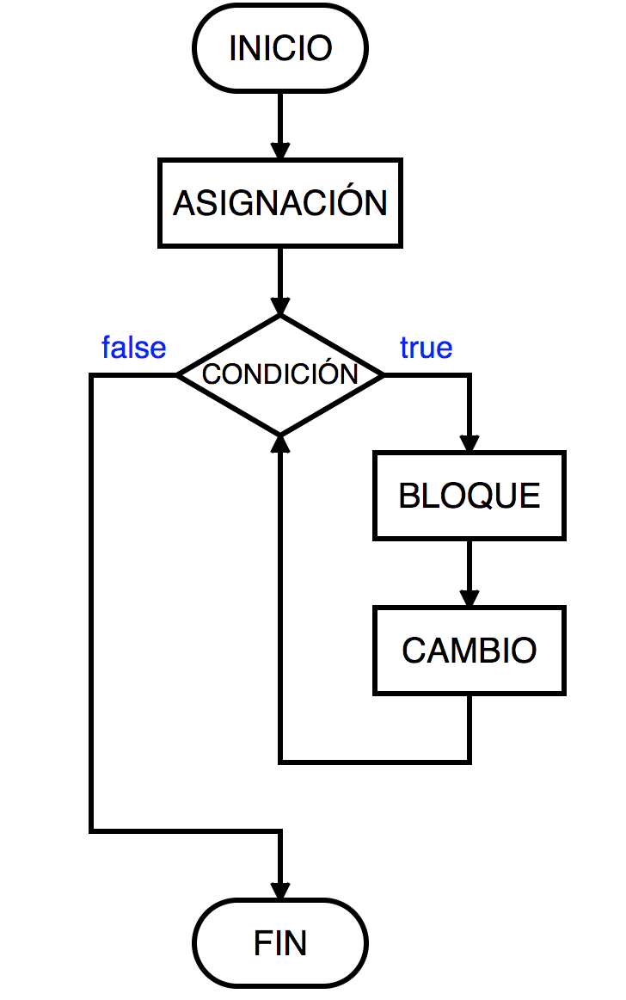 INICIO
ASIGNACIÓN
false
true
CONDICIÓN
BLOQUE
CAMBIO
FIN